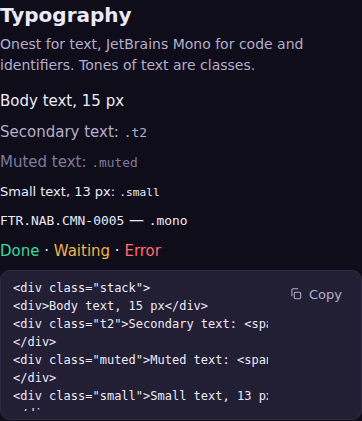 Typography
Onest for text, JetBrains Mono for code and
identifiers. Tones of text are classes.
Body text, 15 px
Secondary text: .t2
Muted text: .muted
Small text, 13 px: .small
FTR.NAB.CMN-0005 — .mono
Done · Waiting · Error
Copy
<div class="stack">
<div>Body text, 15 px</div>
<div class="t2">Secondary text: <spa
</div>
<div class="muted">Muted text: <span
</div>
<div class="small">Small text, 13 px